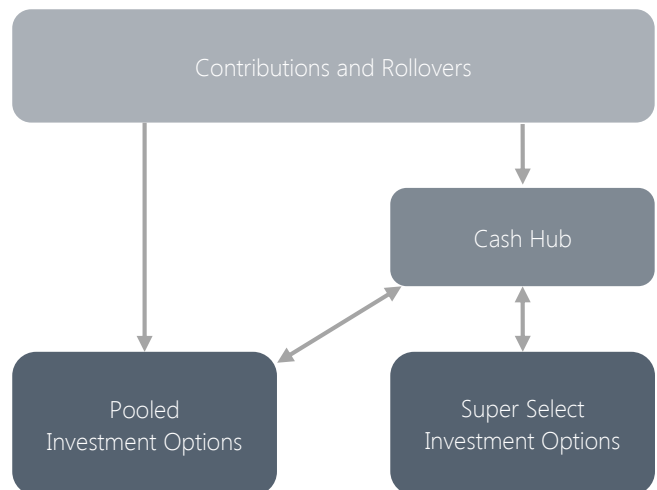 Contributions and Rollovers
Cash Hub
Pooled
Investment Options
Super Select
Investment Options